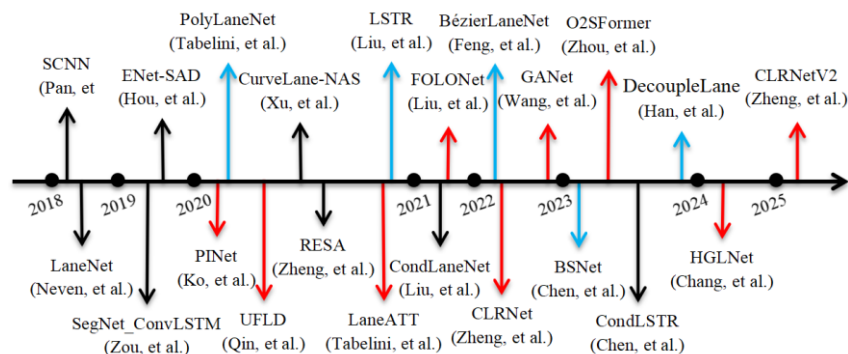 SCNN
(Pan, et
ENet-SAD
(Hou, et al.)
PolyLaneNet
(Tabelini, et al.)
CurveLane-NAS
(Xu, et al.)
LSTR
(Liu, et al.)
FOLONet
(Liu, et al.)
BézierLaneNet
(Feng, et al.)
GANet
(Wang, et al.)
O2SFormer
(Zhou, et al.)
DecoupleLane
(Han, et al.)
CLRNetV2
(Zheng, et al.)
2018
2019
2020
2021
2022
2023
2024
2025
LaneNet
(Neven, et al.)
SegNet_ConvLSTM
(Zou, et al.)
PINet
(Ko, et al.)
UFLD
(Qin, et al.)
RESA
(Zheng, et al.)
LaneATT
(Tabelini, et al.)
CondLaneNet
(Liu, et al.)
CLRNet
(Zheng, et al.)
BSNet
(Chen, et al.)
CondLSTR
(Chen, et al.)
HGLNet
(Chang, et al.)